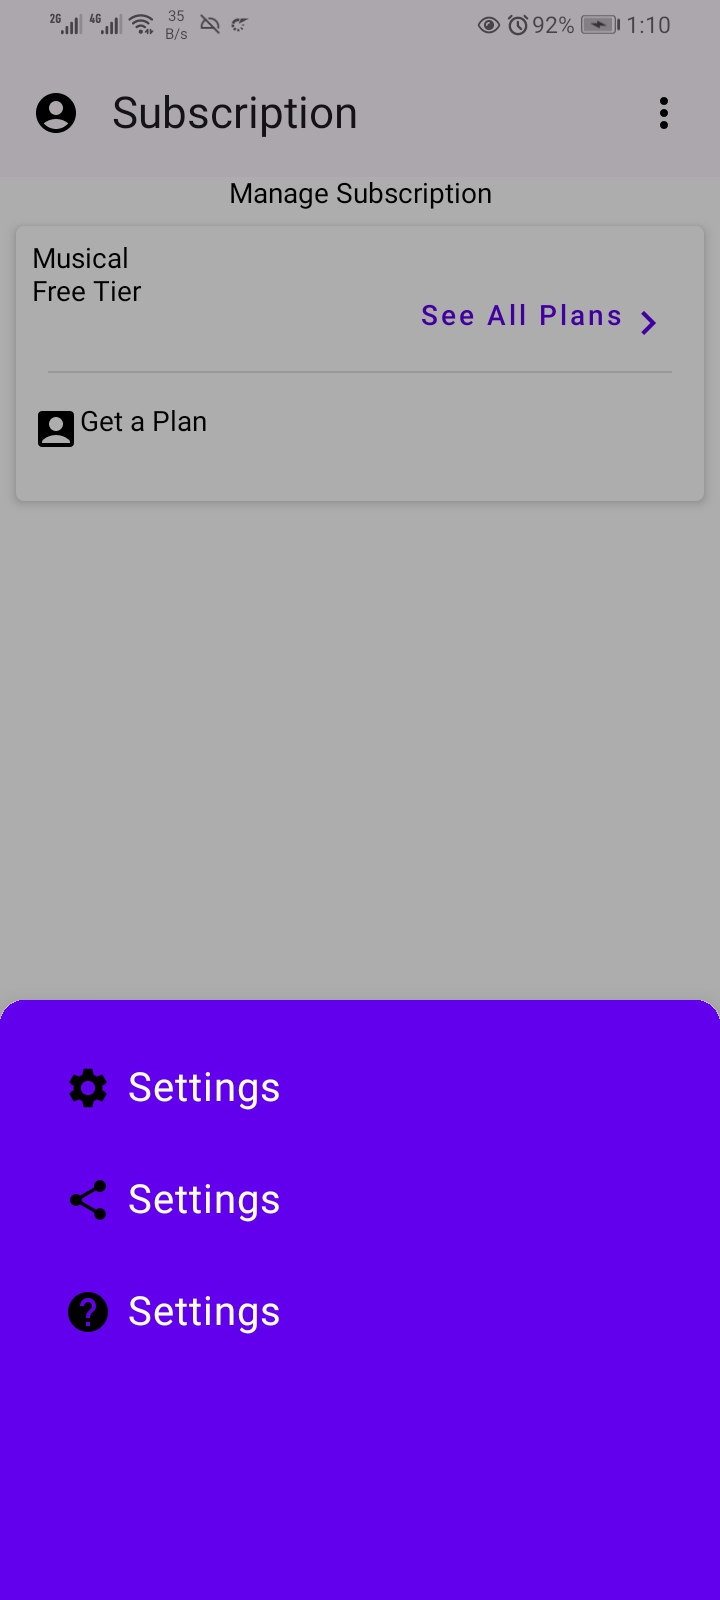 2G 4G 35 B/s 92% 1:10
Subscription
Manage Subscription
Musical
Free Tier
See All Plans
Get a Plan
Settings
Settings
Settings